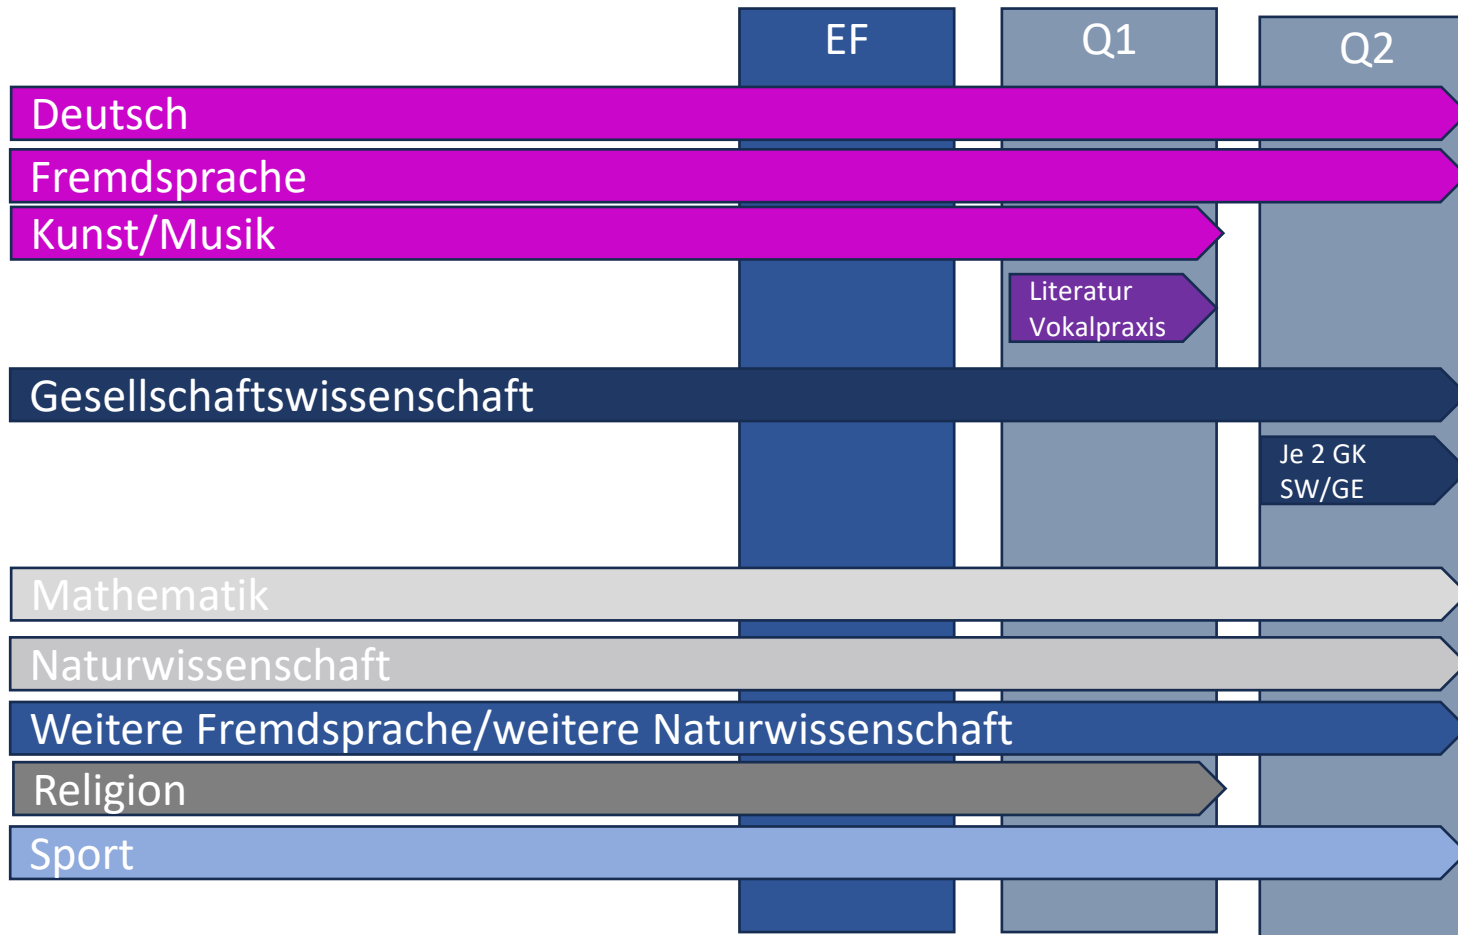 EF
Q1
Q2
Deutsch
Fremdsprache
Kunst/Musik
Literatur
Vokalpraxis
Gesellschaftswissenschaft
Je 2 GK
SW/GE
Mathematik
Naturwissenschaft
Weitere Fremdsprache/weitere Naturwissenschaft
Religion
Sport